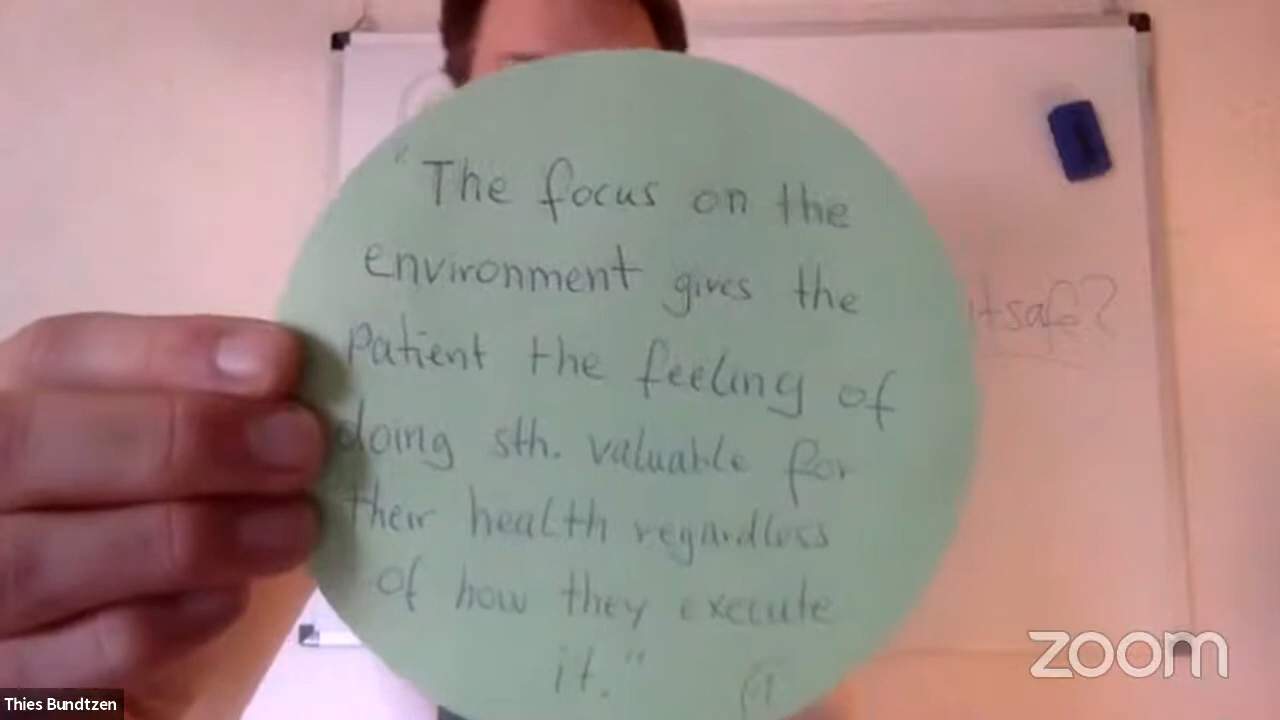 "The focus on the
environment gives the
patient the feeling of
doing sth. valuable for
their health regardless
of how they execute
it."
itsafe?
Thies Bundtzen
zoom